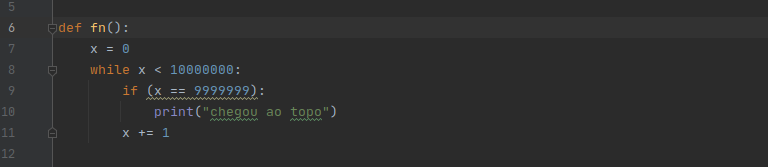 5
6 def fn():
7     x = 0
8     while x < 10000000:
9         if (x == 9999999):
10             print("chegou ao topo")
11         x += 1
12